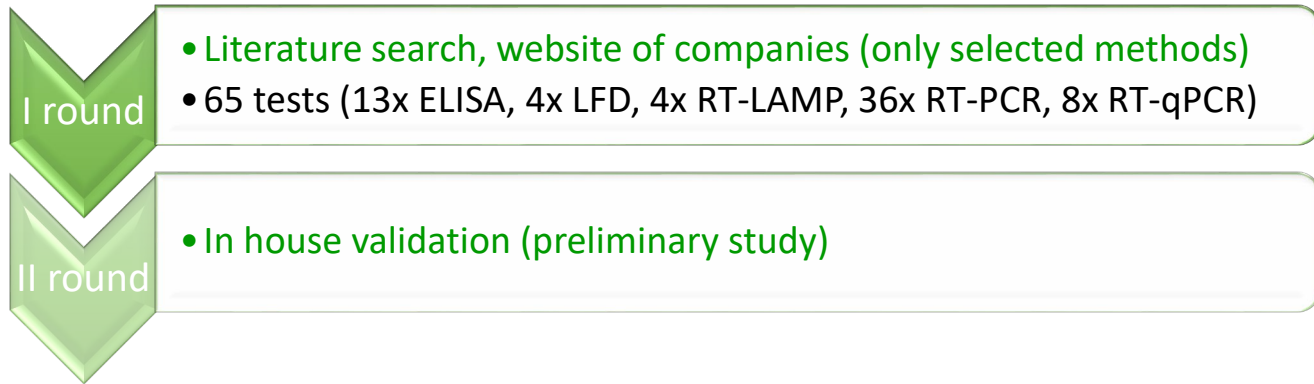 I round
• Literature search, website of companies (only selected methods)
• 65 tests (13x ELISA, 4x LFD, 4x RT-LAMP, 36x RT-PCR, 8x RT-qPCR)
II round
• In house validation (preliminary study)